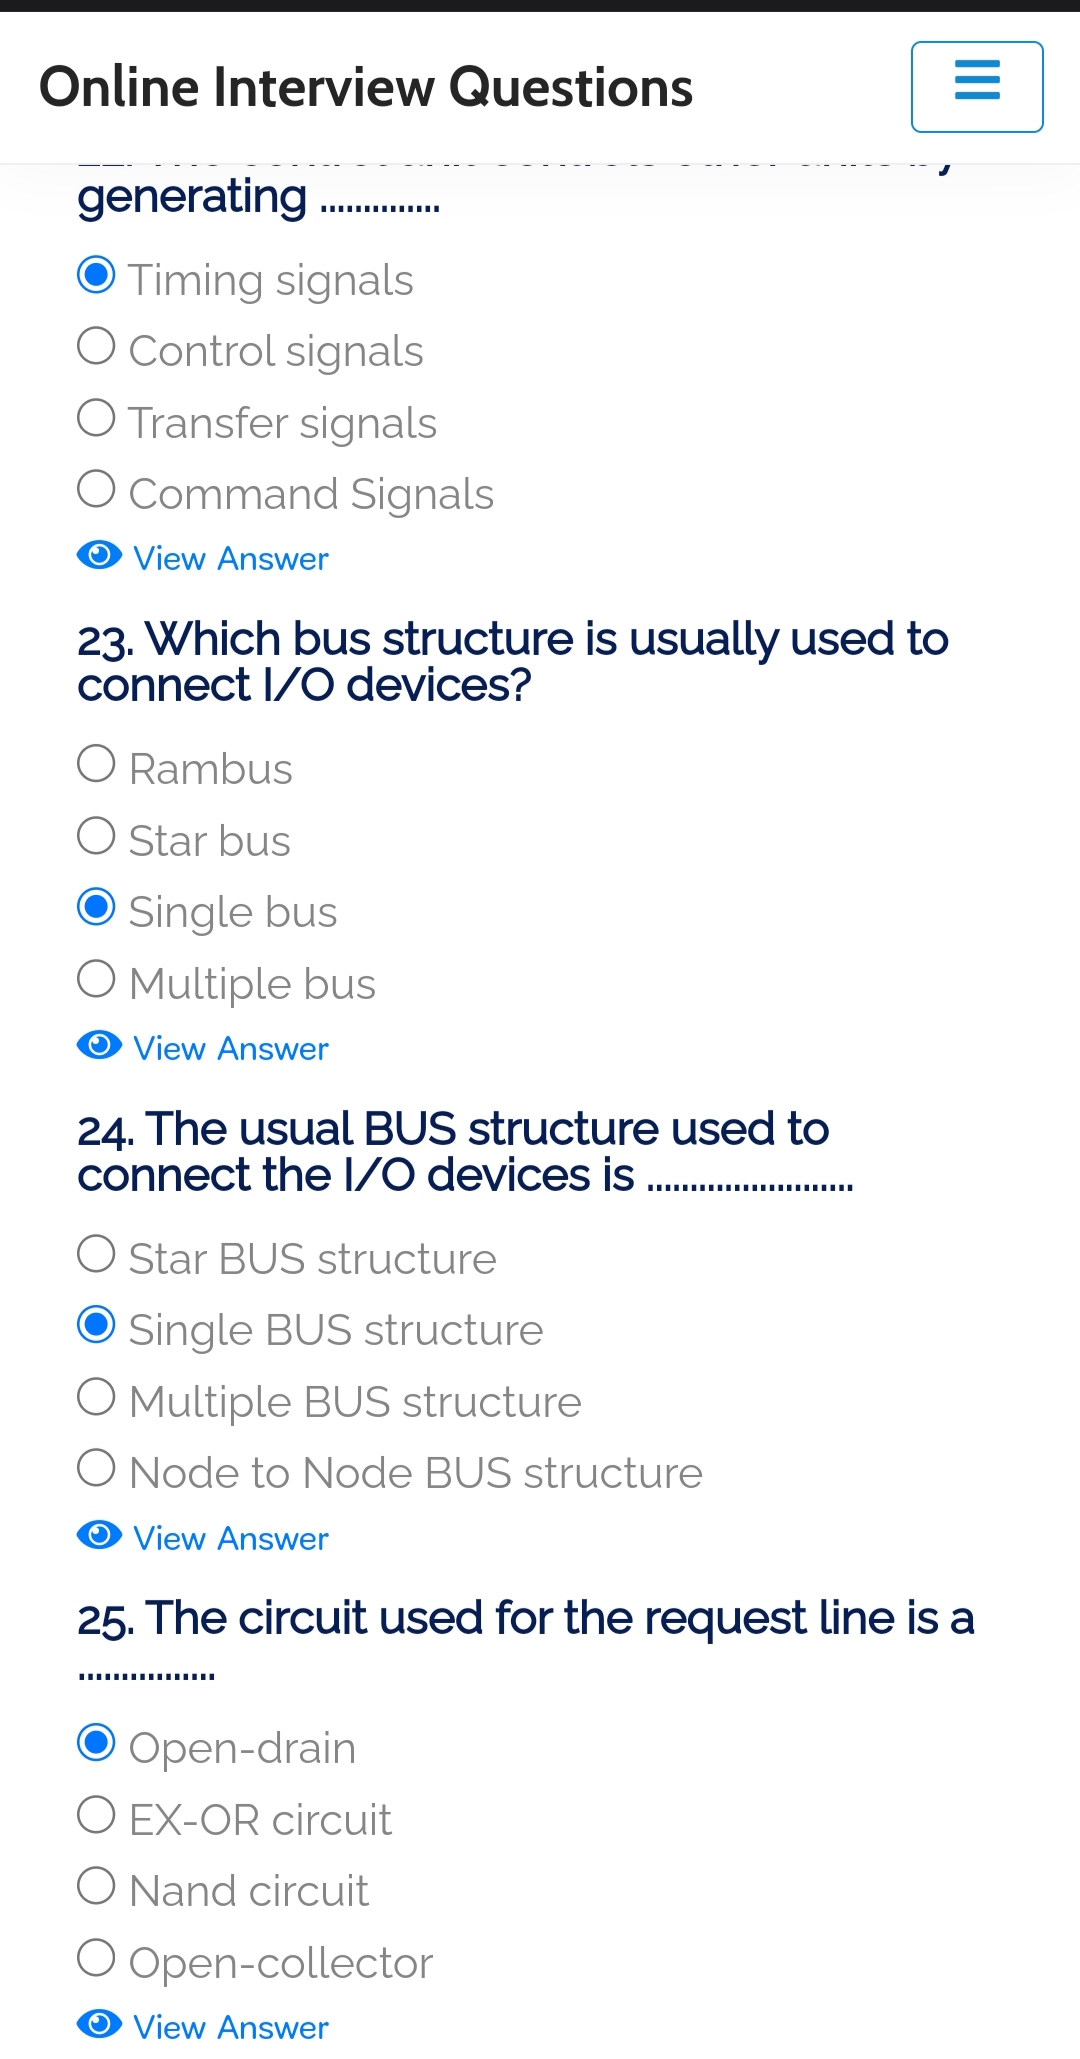 Online Interview Questions
generating ..............
Timing signals
Control signals
Transfer signals
Command Signals
View Answer
23. Which bus structure is usually used to
connect I/O devices?
Rambus
Star bus
Single bus
Multiple bus
View Answer
24. The usual BUS structure used to
connect the I/O devices is ........................
Star BUS structure
Single BUS structure
Multiple BUS structure
Node to Node BUS structure
View Answer
25. The circuit used for the request line is a
................
Open-drain
EX-OR circuit
Nand circuit
Open-collector
View Answer